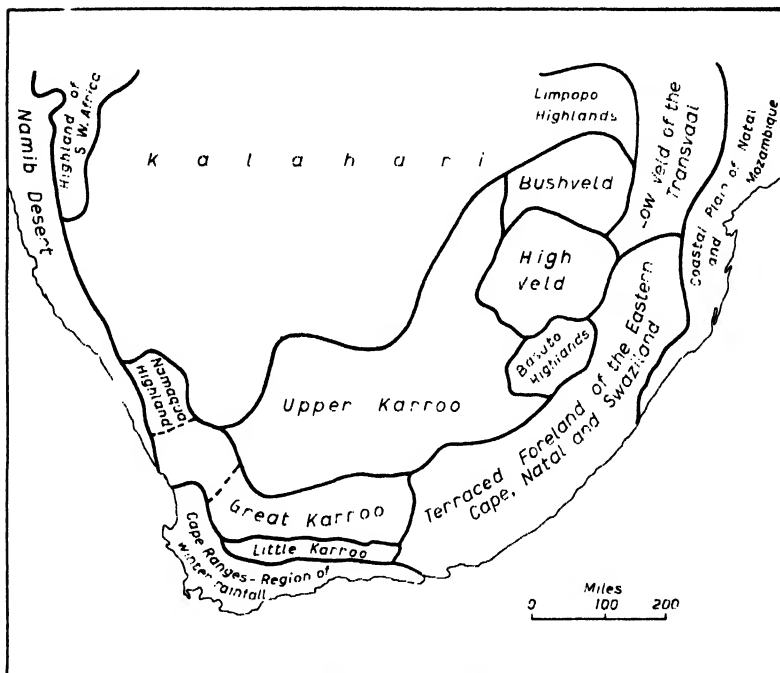 Namib Desert
Highland of
S. W. Africa
Kalahari
Limpopo
Highlands
Low Veld of the
Transvaal
Coastal Plain of Natal
and
Mozambique
Bushveld
High
Veld
Basuto
Highlands
Namaqua
Highland
Upper Karroo
Terraced Foreland of the Eastern
Cape, Natal and Swaziland
Great Karroo
Little Karroo
Cape Ranges - Region of
Winter rainfall
Miles
0 100 200